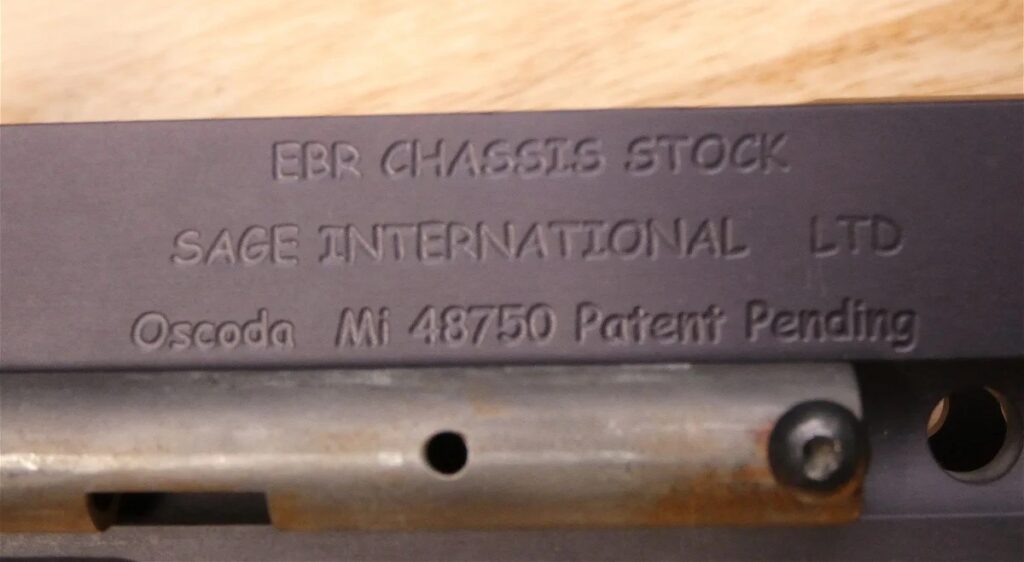 EBR CHASSIS STOCK
SAGE INTERNATIONAL LTD
Oscoda Mi 48750 Patent Pending